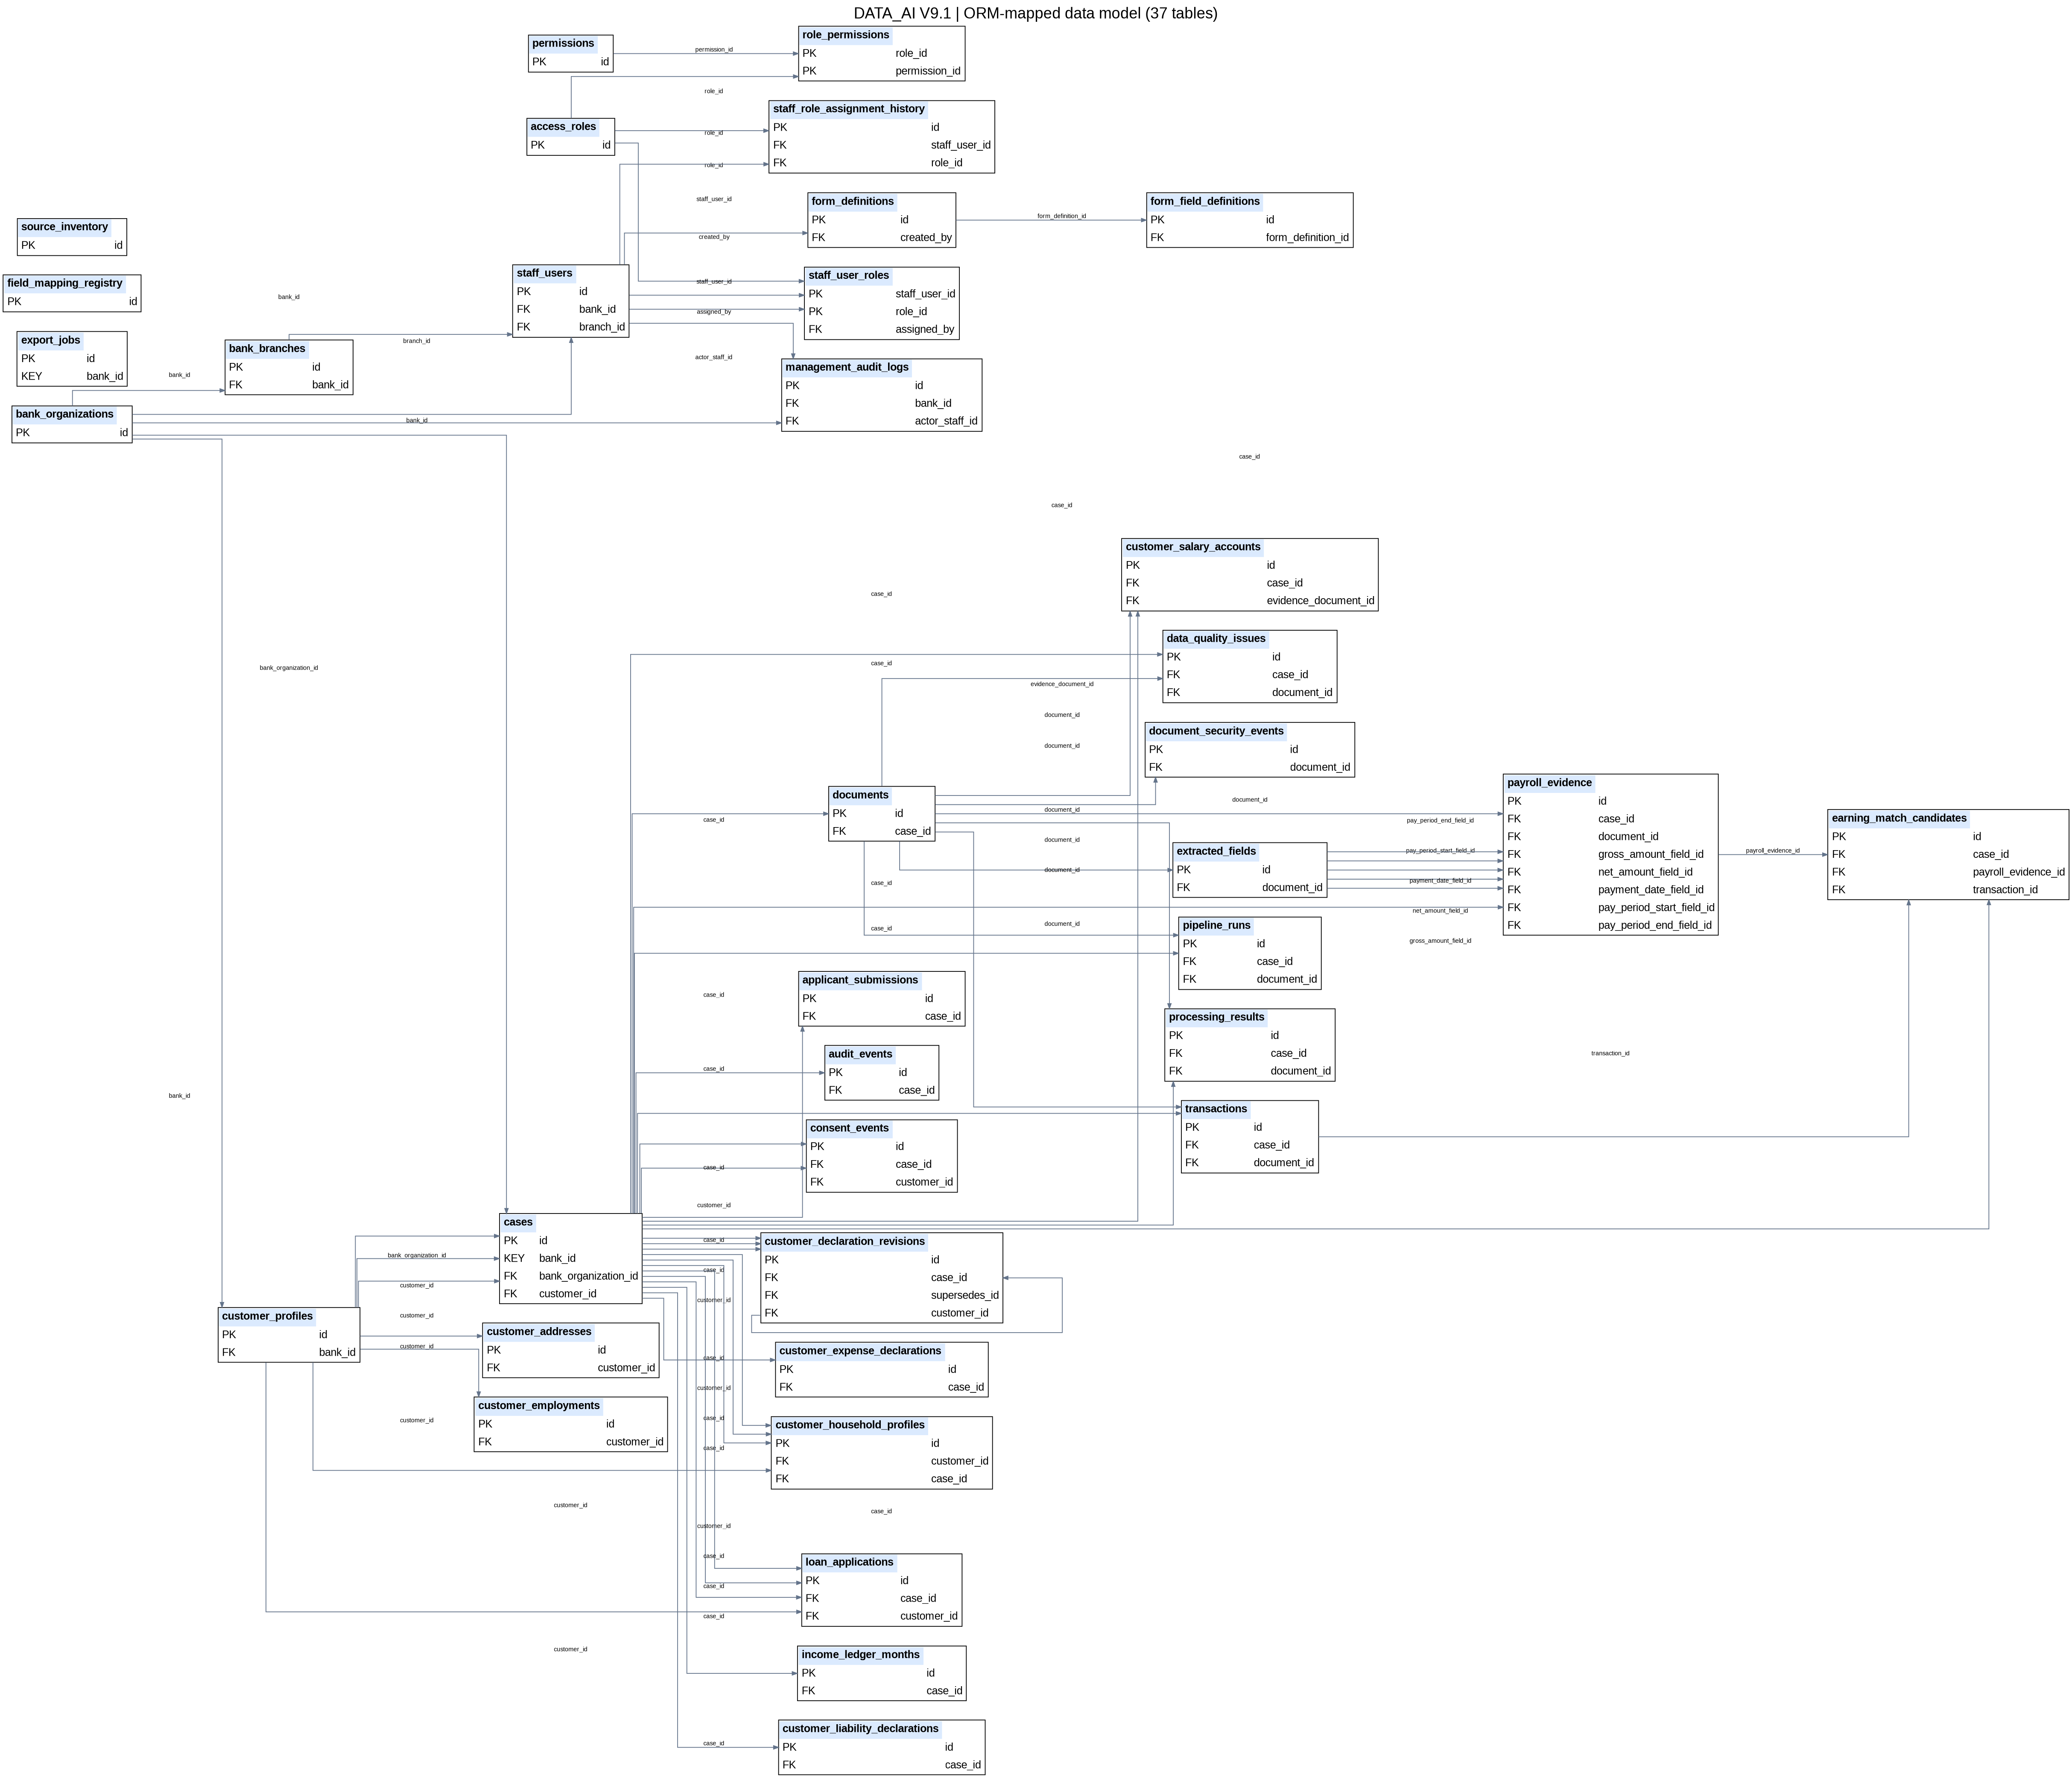 DATA_AI V9.1 | ORM-mapped data model (37 tables)
permissions
PK id
permission_id
role_permissions
PK role_id
PK permission_id
role_id
access_roles
PK id
role_id
role_id
staff_role_assignment_history
PK id
FK staff_user_id
FK role_id
staff_user_id
created_by
form_definitions
PK id
FK created_by
form_definition_id
form_field_definitions
PK id
FK form_definition_id
source_inventory
PK id
field_mapping_registry
PK id
export_jobs
PK id
KEY bank_id
bank_organizations
PK id
bank_id
bank_id
bank_branches
PK id
FK bank_id
branch_id
bank_id
staff_users
PK id
FK bank_id
FK branch_id
staff_user_id
assigned_by
actor_staff_id
staff_user_roles
PK staff_user_id
PK role_id
FK assigned_by
management_audit_logs
PK id
FK bank_id
FK actor_staff_id
case_id
case_id
case_id
case_id
customer_salary_accounts
PK id
FK case_id
FK evidence_document_id
data_quality_issues
PK id
FK case_id
FK document_id
evidence_document_id
document_id
document_id
document_security_events
PK id
FK document_id
bank_organization_id
case_id
documents
PK id
FK case_id
document_id
document_id
document_id
document_id
document_id
case_id
case_id
extracted_fields
PK id
FK document_id
pay_period_end_field_id
pay_period_start_field_id
payment_date_field_id
net_amount_field_id
gross_amount_field_id
payroll_evidence
PK id
FK case_id
FK document_id
FK gross_amount_field_id
FK net_amount_field_id
FK payment_date_field_id
FK pay_period_start_field_id
FK pay_period_end_field_id
payroll_evidence_id
earning_match_candidates
PK id
FK case_id
FK payroll_evidence_id
FK transaction_id
pipeline_runs
PK id
FK case_id
FK document_id
case_id
applicant_submissions
PK id
FK case_id
processing_results
PK id
FK case_id
FK document_id
transaction_id
case_id
audit_events
PK id
FK case_id
bank_id
transactions
PK id
FK case_id
FK document_id
case_id
customer_id
consent_events
PK id
FK case_id
FK customer_id
cases
PK id
KEY bank_id
FK bank_organization_id
FK customer_id
bank_organization_id
customer_id
customer_id
customer_id
customer_id
customer_profiles
PK id
FK bank_id
customer_addresses
PK id
FK customer_id
customer_employments
PK id
FK customer_id
case_id
case_id
customer_id
customer_declaration_revisions
PK id
FK case_id
FK supersedes_id
FK customer_id
case_id
customer_id
customer_expense_declarations
PK id
FK case_id
case_id
case_id
customer_household_profiles
PK id
FK customer_id
FK case_id
customer_id
case_id
customer_id
case_id
case_id
case_id
loan_applications
PK id
FK case_id
FK customer_id
customer_id
income_ledger_months
PK id
FK case_id
case_id
customer_liability_declarations
PK id
FK case_id